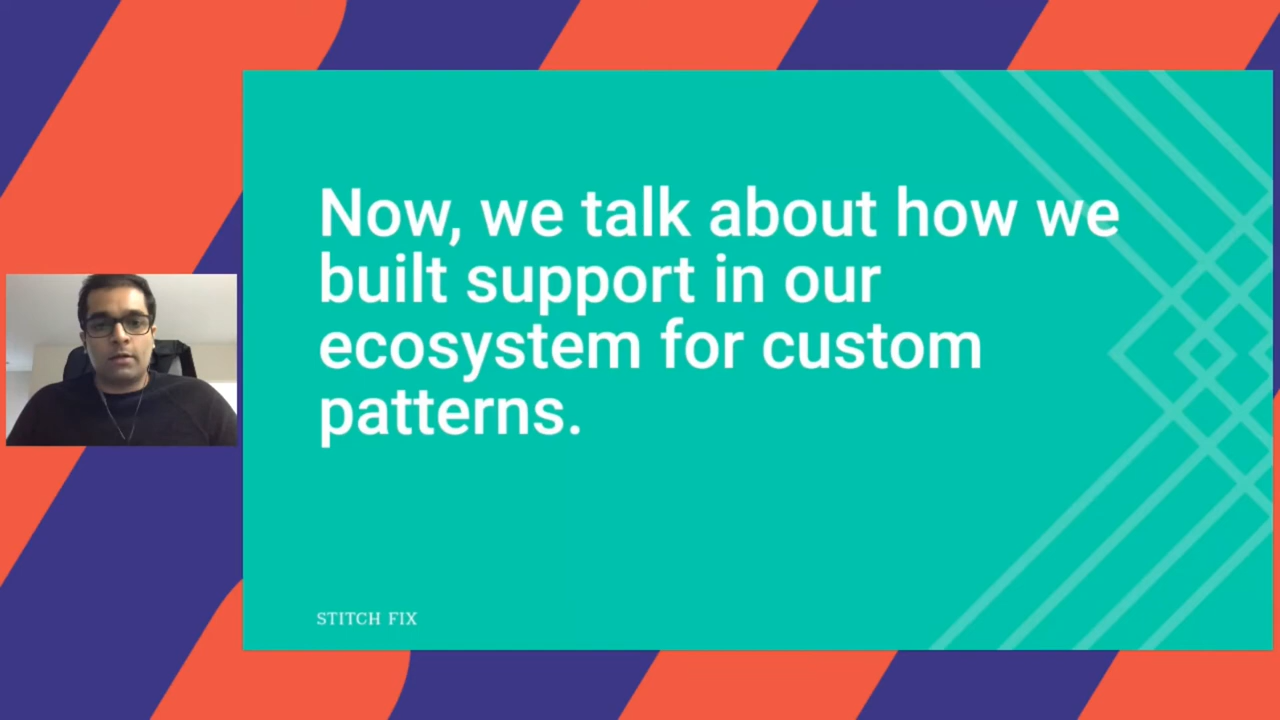 Now, we talk about how we
built support in our
ecosystem for custom
patterns.
STITCH FIX